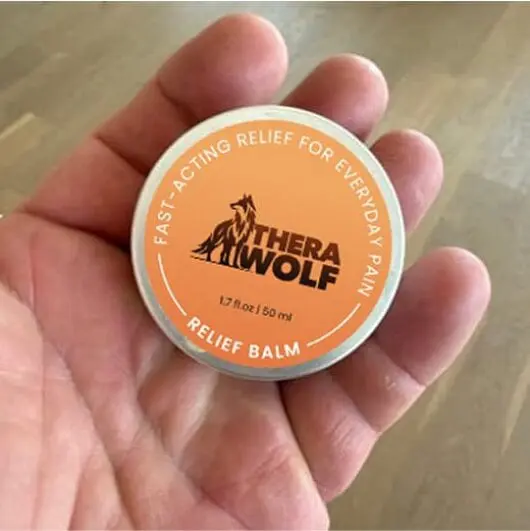 FAST-ACTING RELIEF FOR EVERYDAY PAIN
THERA
WOLF
1.7 fl.oz | 50 ml
RELIEF BALM